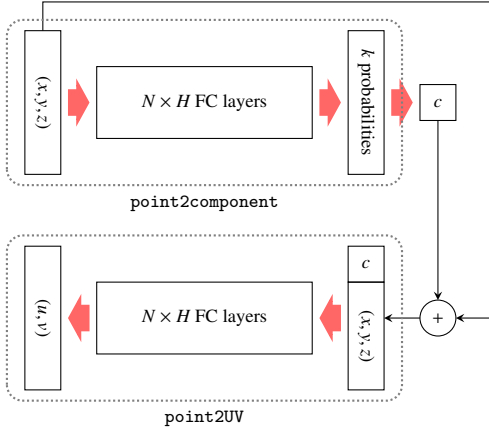 (x, y, z)
N × H FC layers
k probabilities
c
point2component
(u, v)
N × H FC layers
c
(x, y, z)
+
point2UV